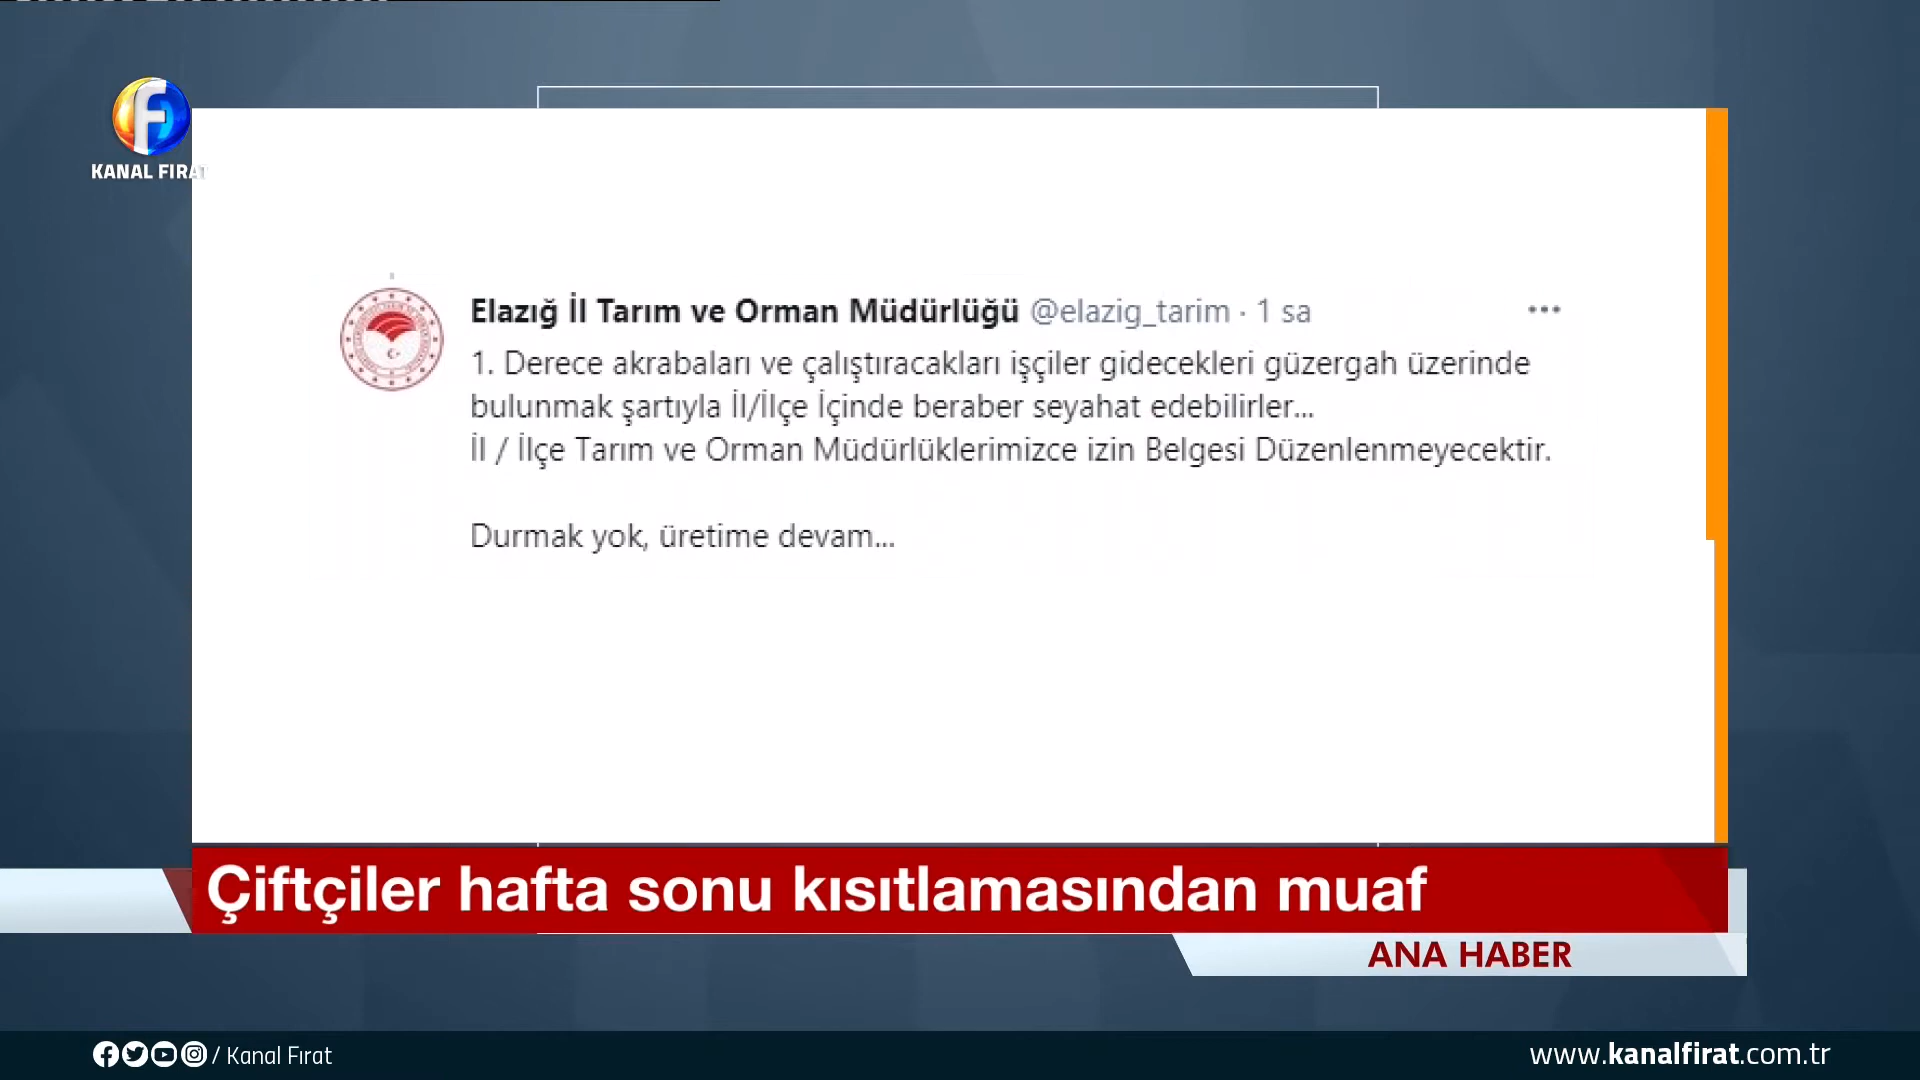 KANAL FIRAT
Elazığ İl Tarım ve Orman Müdürlüğü @elazig_tarim · 1 sa
1. Derece akrabaları ve çalıştıracakları işçiler gidecekleri güzergah üzerinde
bulunmak şartıyla İl/İlçe İçinde beraber seyahat edebilirler...
İl / İlçe Tarım ve Orman Müdürlüklerimizce izin Belgesi Düzenlenmeyecektir.
Durmak yok, üretime devam...
Çiftçiler hafta sonu kısıtlamasından muaf
ANA HABER
/ Kanal Fırat
www.kanalfirat.com.tr